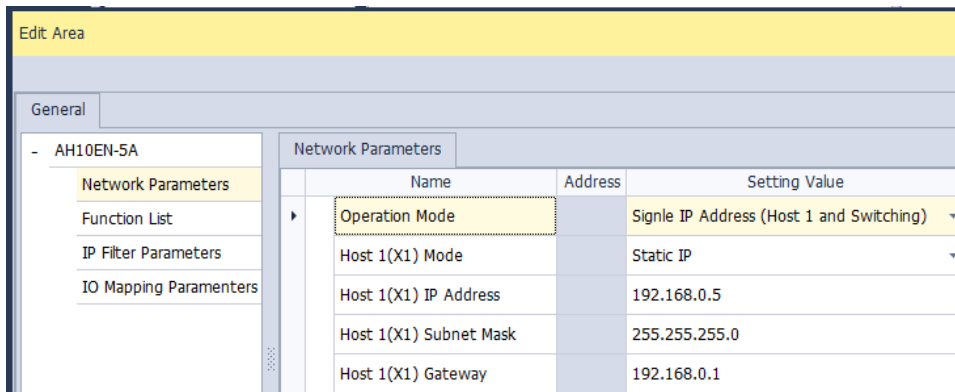 Edit Area
General
- AH10EN-5A
Network Parameters
Function List
IP Filter Parameters
IO Mapping Paramenters
Network Parameters
Name Address Setting Value
Operation Mode Signle IP Address (Host 1 and Switching)
Host 1(X1) Mode Static IP
Host 1(X1) IP Address 192.168.0.5
Host 1(X1) Subnet Mask 255.255.255.0
Host 1(X1) Gateway 192.168.0.1